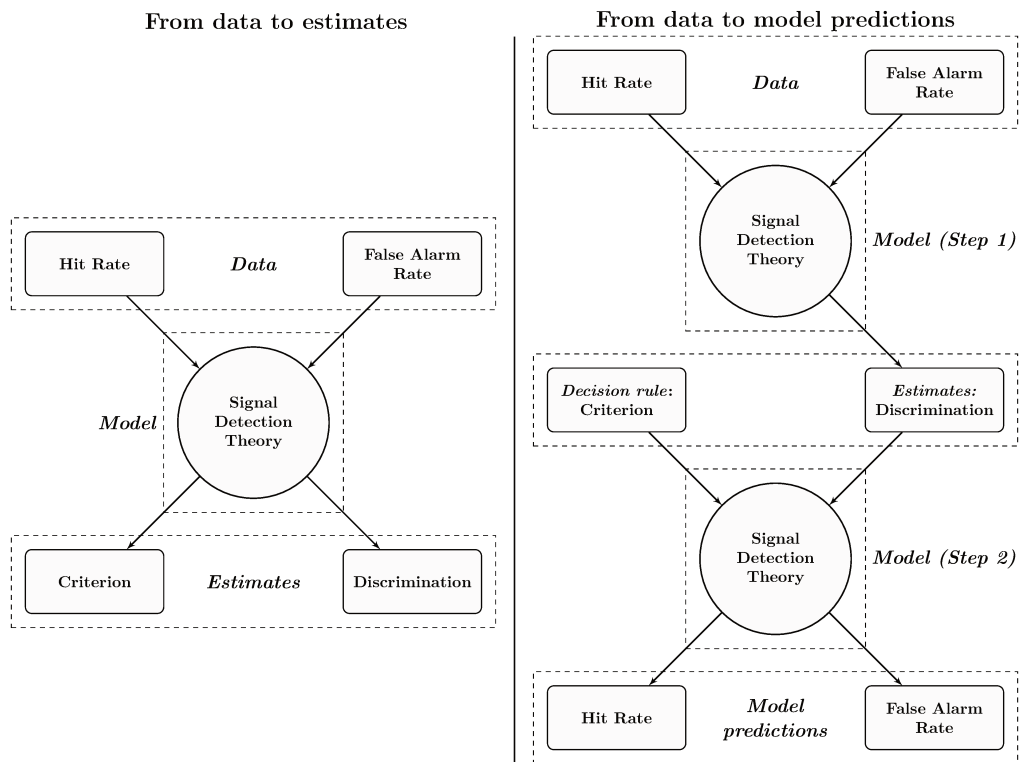 From data to estimates
Hit Rate
Data
False Alarm
Rate
Model
Signal
Detection
Theory
Criterion
Estimates
Discrimination
From data to model predictions
Hit Rate
Data
False Alarm
Rate
Signal
Detection
Theory
Model (Step 1)
Decision rule:
Criterion
Estimates:
Discrimination
Signal
Detection
Theory
Model (Step 2)
Hit Rate
Model
predictions
False Alarm
Rate